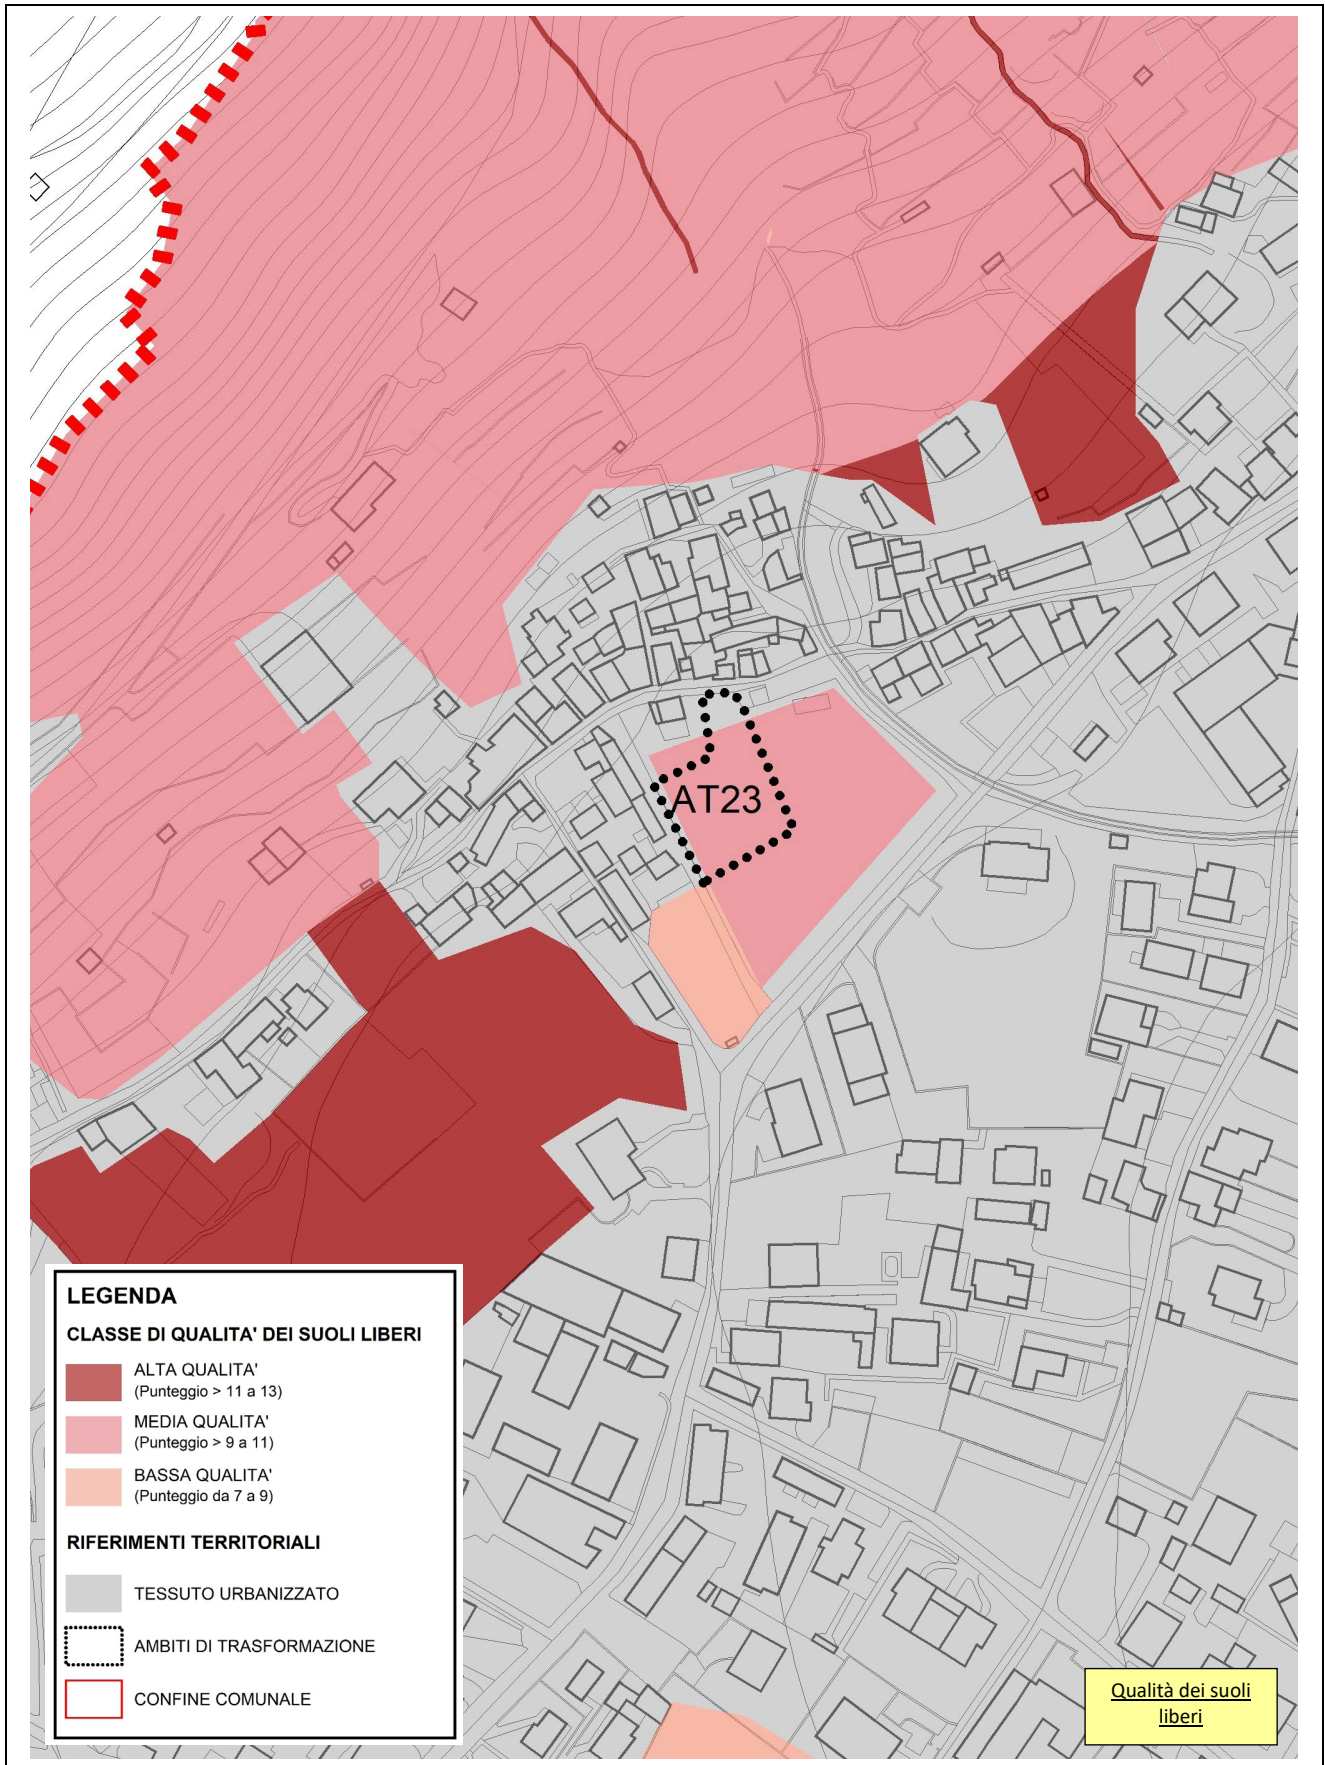 AT23
LEGENDA
CLASSE DI QUALITA' DEI SUOLI LIBERI
ALTA QUALITA'
(Punteggio > 11 a 13)
MEDIA QUALITA'
(Punteggio > 9 a 11)
BASSA QUALITA'
(Punteggio da 7 a 9)
RIFERIMENTI TERRITORIALI
TESSUTO URBANIZZATO
AMBITI DI TRASFORMAZIONE
CONFINE COMUNALE
Qualità dei suoli
liberi